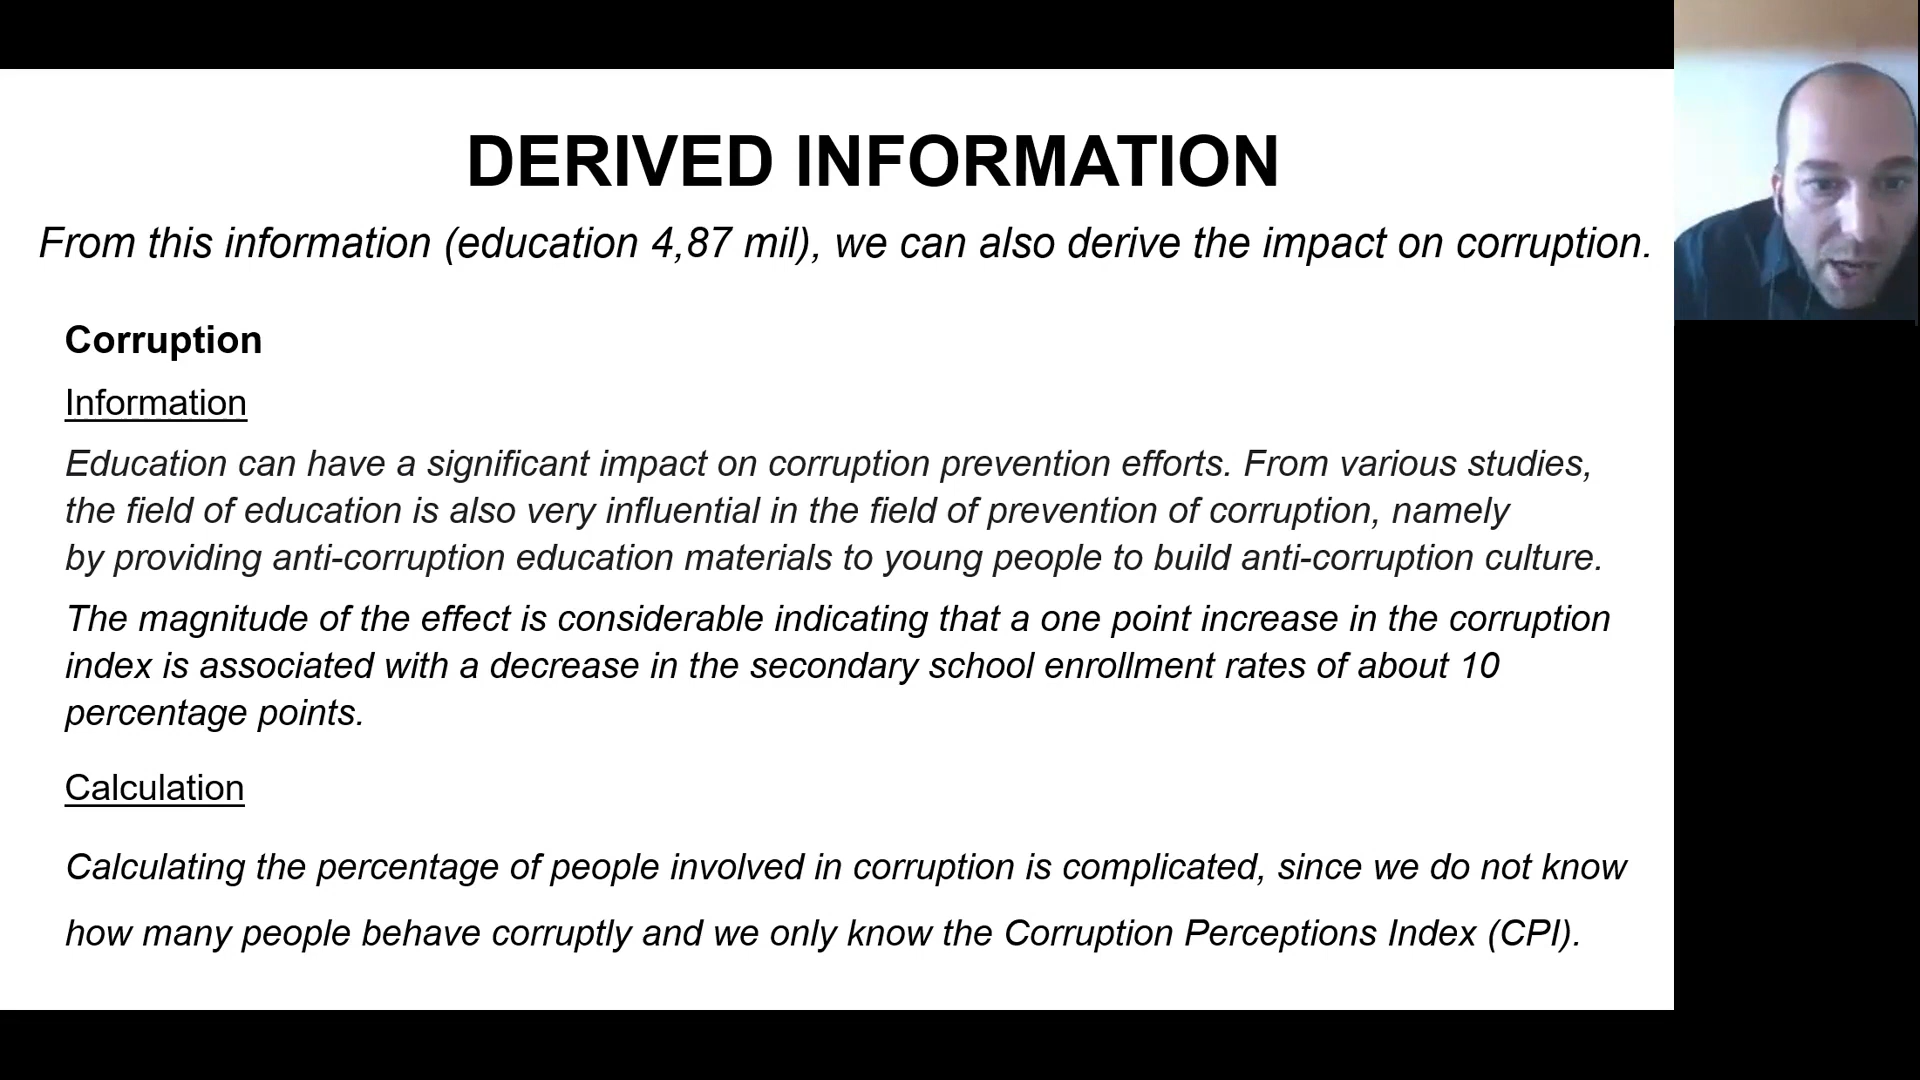 DERIVED INFORMATION
From this information (education 4,87 mil), we can also derive the impact on corruption.
Corruption
Information
Education can have a significant impact on corruption prevention efforts. From various studies,
the field of education is also very influential in the field of prevention of corruption, namely
by providing anti-corruption education materials to young people to build anti-corruption culture.
The magnitude of the effect is considerable indicating that a one point increase in the corruption
index is associated with a decrease in the secondary school enrollment rates of about 10
percentage points.
Calculation
Calculating the percentage of people involved in corruption is complicated, since we do not know
how many people behave corruptly and we only know the Corruption Perceptions Index (CPI).